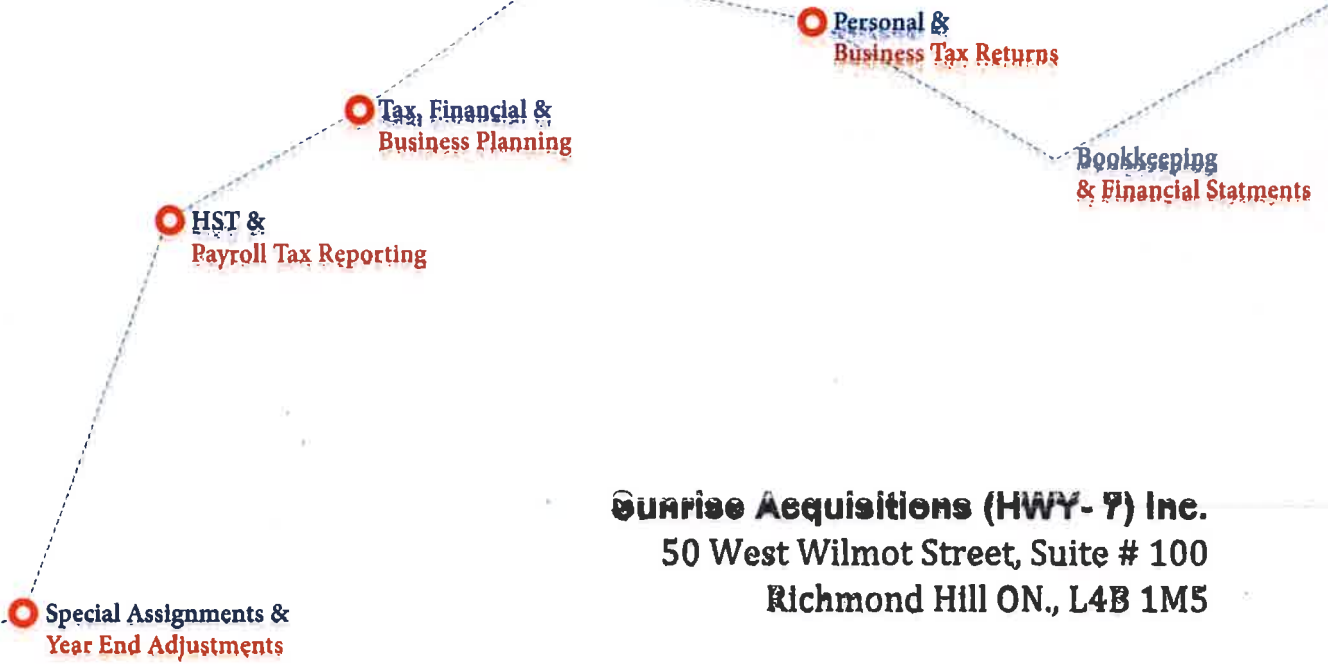 Personal &
Business Tax Returns
Tax, Financial &
Business Planning
Bookkeeping
& Financial Statments
HST &
Payroll Tax Reporting
Sunrise Acquisitions (HWY- 7) Inc.
50 West Wilmot Street, Suite # 100
Richmond Hill ON., L4B 1M5
Special Assignments &
Year End Adjustments